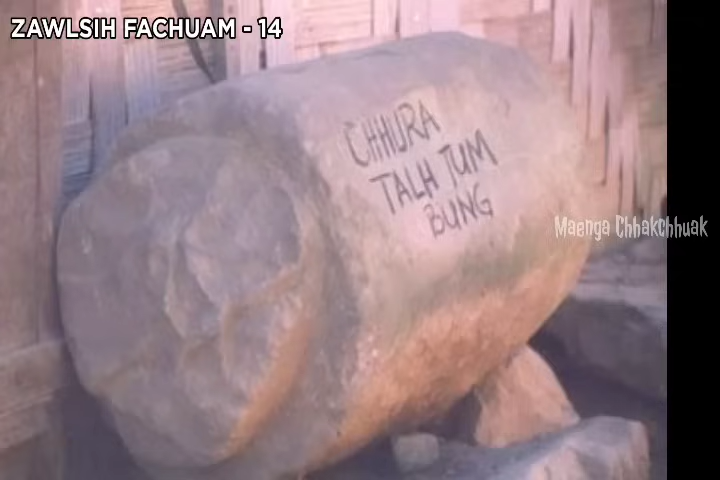 ZAWLSIH FACHUAM - 14
CHHURA
TALH TUM
BUNG
Maenga Chhakchhuak